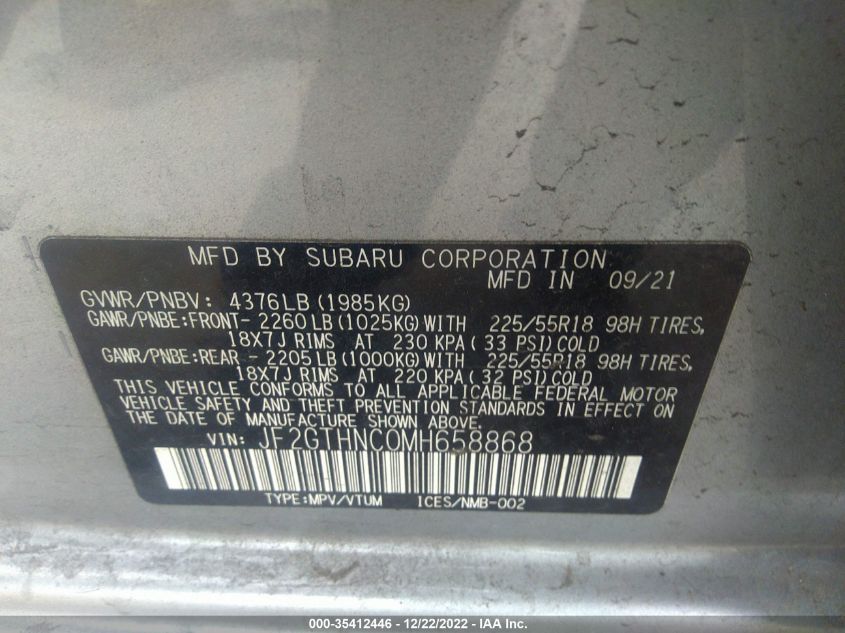 MFD BY SUBARU CORPORATION
MFD IN 09/21
GVWR/PNBV: 4376LB (1985KG)
GAWR/PNBE:FRONT- 2260LB (1025KG) WITH 225/55R18 98H TIRES,
18X7J RIMS AT 230 KPA (33 PSI) COLD
GAWR/PNBE:REAR - 2205LB (1000KG) WITH 225/55R18 98H TIRES,
18X7J RIMS AT 220 KPA (32 PSI) COLD
THIS VEHICLE CONFORMS TO ALL APPLICABLE FEDERAL MOTOR
VEHICLE SAFETY AND THEFT PREVENTION STANDARDS IN EFFECT ON
THE DATE OF MANUFACTURE SHOWN ABOVE.
VIN: JF2GTHNC0MH658868
TYPE:MPV/VTUM ICES/NMB-002
000-35412446 - 12/22/2022 - IAA Inc.